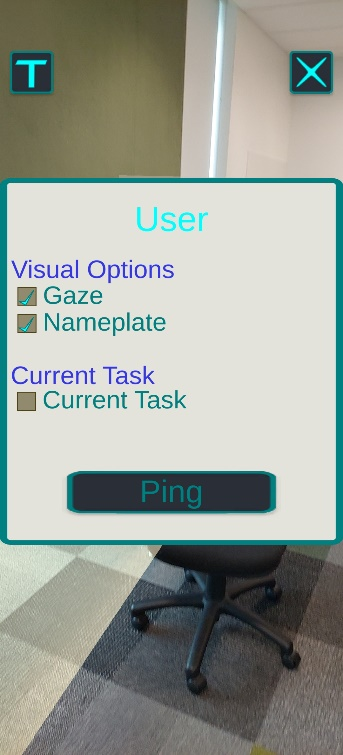 T
User
Visual Options
Gaze
Nameplate
Current Task
Current Task
Ping